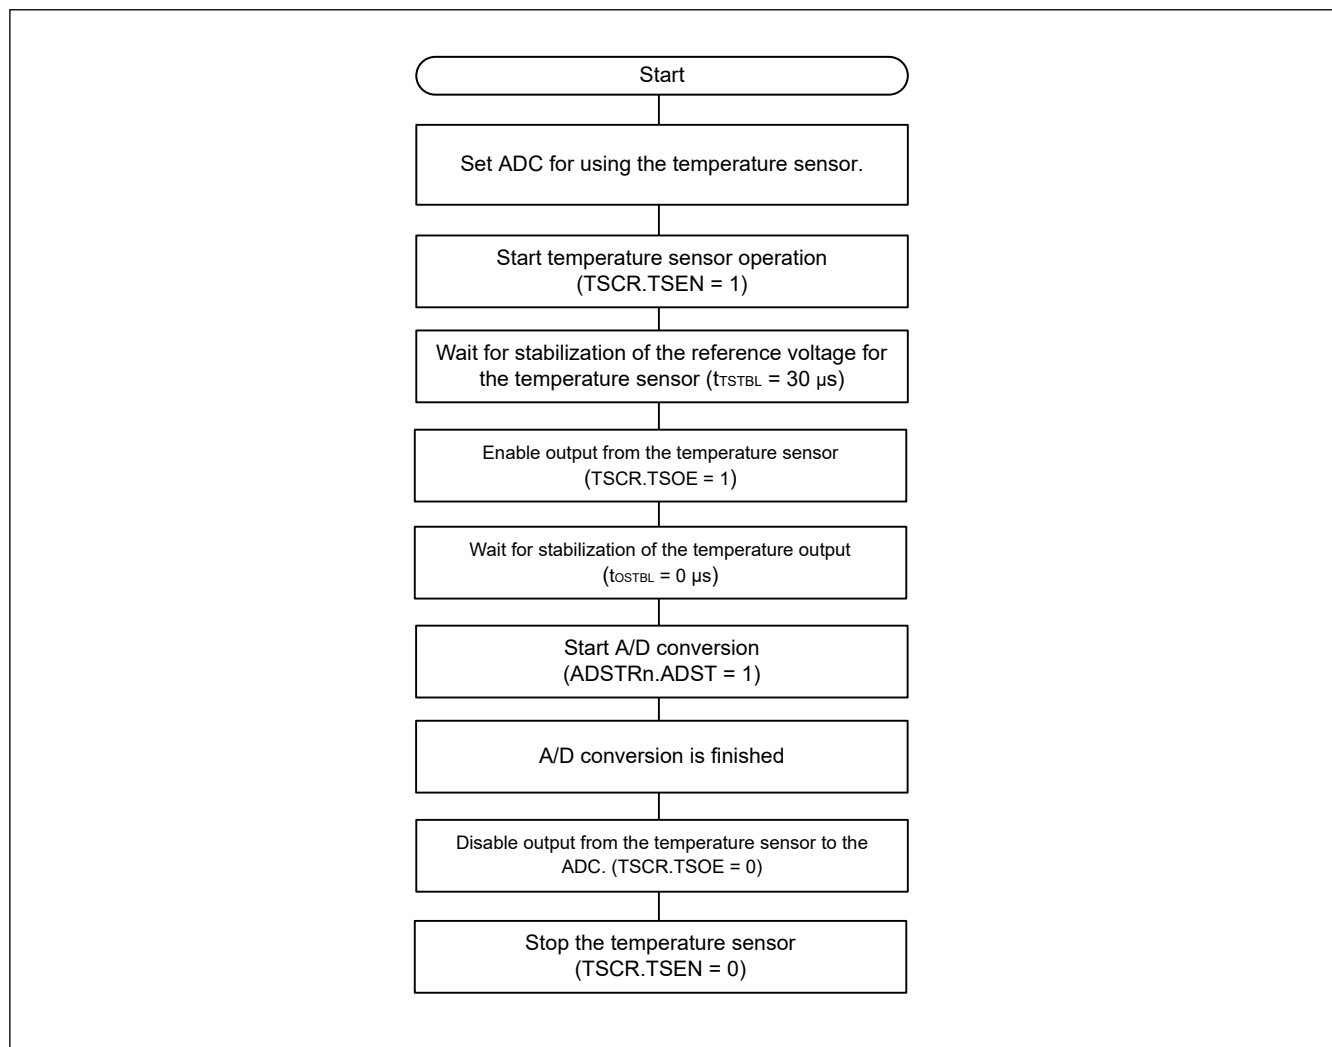 Start
Set ADC for using the temperature sensor.
Start temperature sensor operation
(TSCR.TSEN = 1)
Wait for stabilization of the reference voltage for
the temperature sensor (tTSTBL = 30 µs)
Enable output from the temperature sensor
(TSCR.TSOE = 1)
Wait for stabilization of the temperature output
(tOSTBL = 0 µs)
Start A/D conversion
(ADSTRn.ADST = 1)
A/D conversion is finished
Disable output from the temperature sensor to the
ADC. (TSCR.TSOE = 0)
Stop the temperature sensor
(TSCR.TSEN = 0)